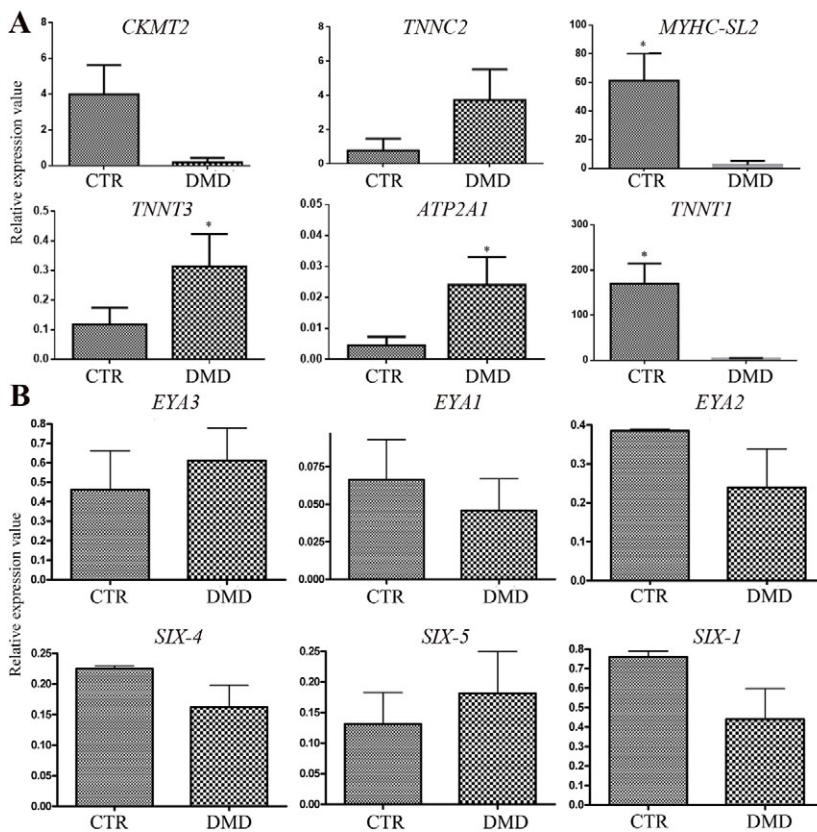 A
CKMT2
TNNC2
MYHC-SL2
Relative expression value
8
6
4
2
0
CTR DMD
8
6
4
2
0
CTR DMD
100
80
60
40
20
0
*
CTR DMD
TNNT3
ATP2A1
TNNT1
0.5
0.4
0.3
0.2
0.1
0.0
*
CTR DMD
0.05
0.04
0.03
0.02
0.01
0.00
*
CTR DMD
300
200
100
0
*
CTR DMD
B
EYA3
EYA1
EYA2
Relative expression value
0.8
0.7
0.6
0.5
0.4
0.3
0.2
0.1
0.0
CTR DMD
0.075
0.050
0.025
0.000
CTR DMD
0.4
0.3
0.2
0.1
0.0
CTR DMD
SIX-4
SIX-5
SIX-1
0.25
0.20
0.15
0.10
0.05
0.00
CTR DMD
0.25
0.20
0.15
0.10
0.05
0.00
CTR DMD
0.8
0.7
0.6
0.5
0.4
0.3
0.2
0.1
0.0
CTR DMD